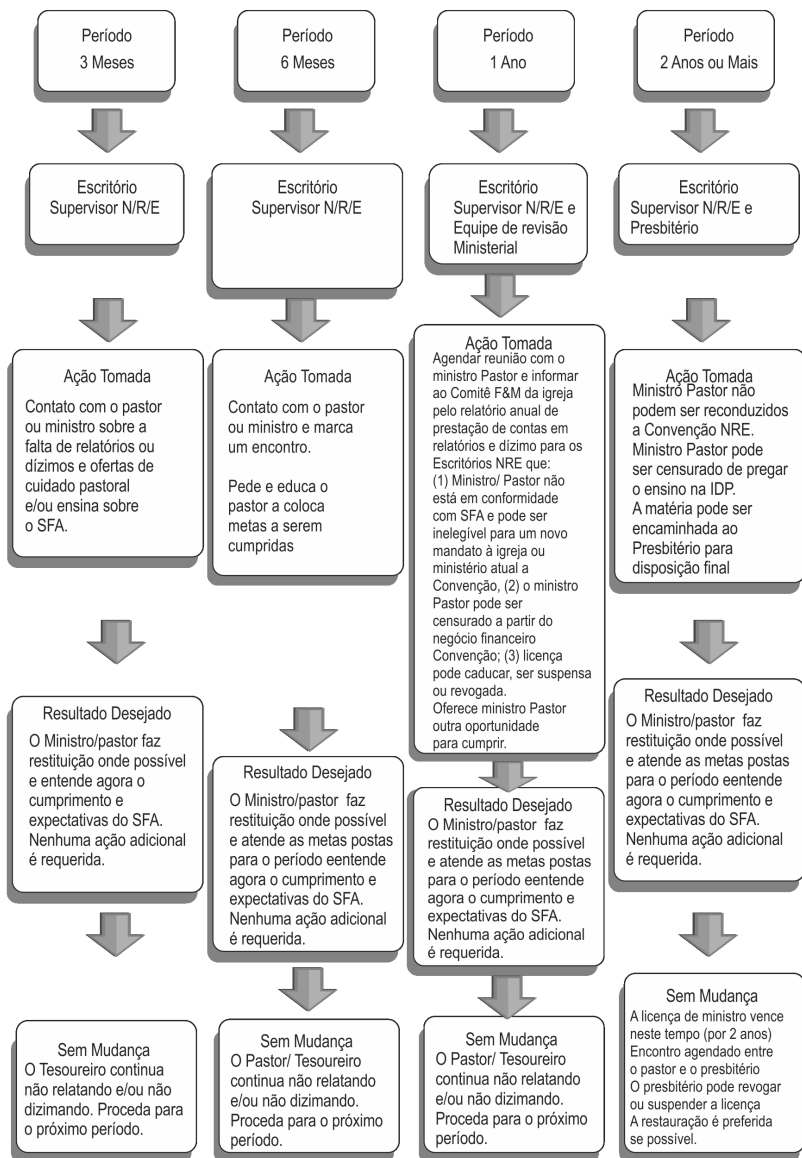 Período
3 Meses
Escritório
Supervisor N/R/E
Ação Tomada
Contato com o pastor
ou ministro sobre a
falta de relatórios ou
dízimos e ofertas de
cuidado pastoral
e/ou ensina sobre
o SFA.
Resultado Desejado
O Ministro/pastor faz
restituição onde possível
e entende agora o
cumprimento e
expectativas do SFA.
Nenhuma ação adicional
é requerida.
Sem Mudança
O Tesoureiro continua
não relatando e/ou não
dizimando. Proceda para
o próximo período.
Período
6 Meses
Escritório
Supervisor N/R/E
Ação Tomada
Contato com o pastor
ou ministro e marca
um encontro.
Pede e educa o
pastor a coloca
metas a serem
cumpridas
Resultado Desejado
O Ministro/pastor faz
restituição onde possível
e atende as metas postas
para o período eentende
agora o cumprimento e
expectativas do SFA.
Nenhuma ação adicional
é requerida.
Sem Mudança
O Pastor/ Tesoureiro
continua não relatando
e/ou não dizimando.
Proceda para o próximo
período.
Período
1 Ano
Escritório
Supervisor N/R/E e
Equipe de revisão
Ministerial
Ação Tomada
Agendar reunião com o
ministro Pastor e informar
ao Comitê F&M da igreja
pelo relatório anual de
prestação de contas em
relatórios e dízimo para os
Escritórios NRE que:
(1) Ministro/ Pastor não
está em conformidade
com SFA e pode ser
inelegível para um novo
mandato à igreja ou
ministério atual a
Convenção, (2) o ministro
Pastor pode ser
censurado a partir do
negócio financeiro
Convenção; (3) licença
pode caducar, ser suspensa
ou revogada.
Oferece ministro Pastor
outra oportunidade
para cumprir.
Resultado Desejado
O Ministro/pastor faz
restituição onde possível
e atende as metas postas
para o período eentende
agora o cumprimento e
expectativas do SFA.
Nenhuma ação adicional
é requerida.
Sem Mudança
O Pastor/ Tesoureiro
continua não relatando
e/ou não dizimando.
Proceda para o próximo
período.
Período
2 Anos ou Mais
Escritório
Supervisor N/R/E e
Presbitério
Ação Tomada
Ministro Pastor não
podem ser reconduzidos
a Convenção NRE.
Ministro Pastor pode
ser censurado de pregar
o ensino na IDP.
A matéria pode ser
encaminhada ao
Presbitério para
disposição final
Resultado Desejado
O Ministro/pastor faz
restituição onde possível
e atende as metas postas
para o período eentende
agora o cumprimento e
expectativas do SFA.
Nenhuma ação adicional
é requerida.
Sem Mudança
A licença de ministro vence
neste tempo (por 2 anos)
Encontro agendado entre
o pastor e o presbitério
O presbitério pode revogar
ou suspender a licença
A restauração é preferida
se possível.